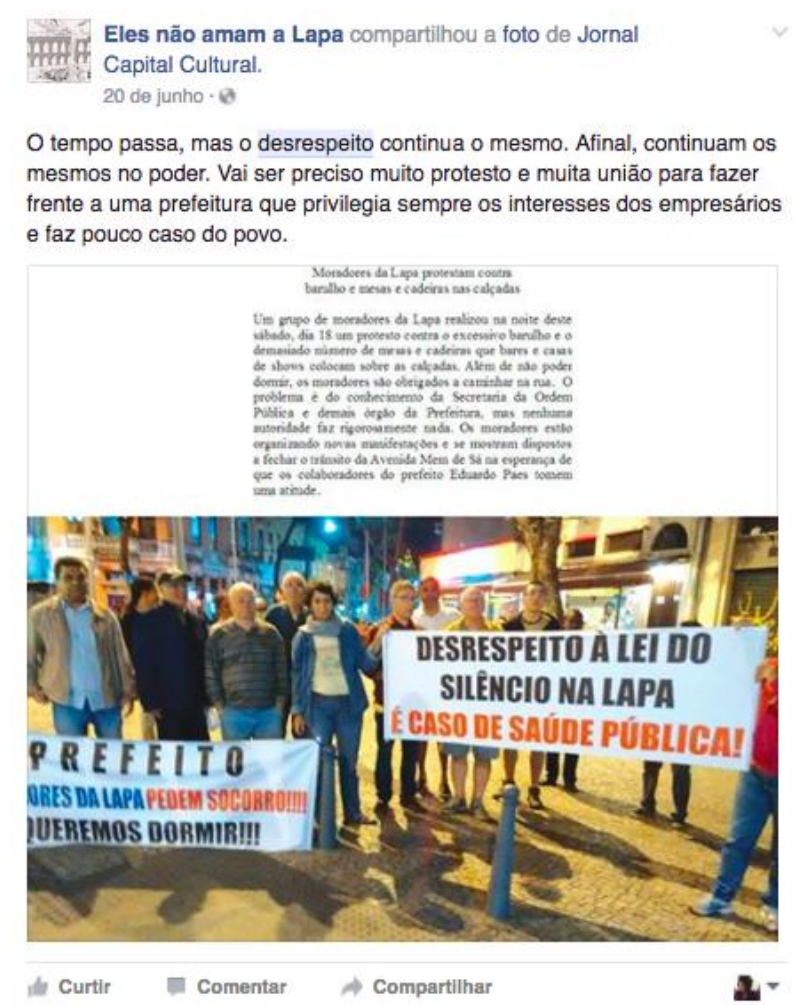 Eles não amam a Lapa compartilhou a foto de Jornal
Capital Cultural.
20 de junho ·
O tempo passa, mas o desrespeito continua o mesmo. Afinal, continuam os
mesmos no poder. Vai ser preciso muito protesto e muita união para fazer
frente a uma prefeitura que privilegia sempre os interesses dos empresários
e faz pouco caso do povo.
Moradores da Lapa protestam contra
barulho e mesas e cadeiras nas calçadas
Um grupo de moradores da Lapa realizou na noite deste
sábado, dia 18 um protesto contra o excessivo barulho e o
demasiado número de mesas e cadeiras que bares e casas
de shows colocam sobre as calçadas. Além de não poder
dormir, os moradores são obrigados a caminhar na rua. O
problema é do conhecimento da Secretaria da Ordem
Pública e demais órgão da Prefeitura, mas nenhuma
autoridade faz rigorosamente nada. Os moradores estão
organizando novas manifestações e se mostram dispostos
a fechar o trânsito da Avenida Mem de Sá na esperança de
que os colaboradores do prefeito Eduardo Paes tomem
uma atitude.
DESRESPEITO À LEI DO
SILÊNCIO NA LAPA
É CASO DE SAÚDE PÚBLICA!
PREFEITO
ORES DA LAPA PEDEM SOCORRO!!!!
QUEREMOS DORMIR!!!
Curtir Comentar Compartilhar